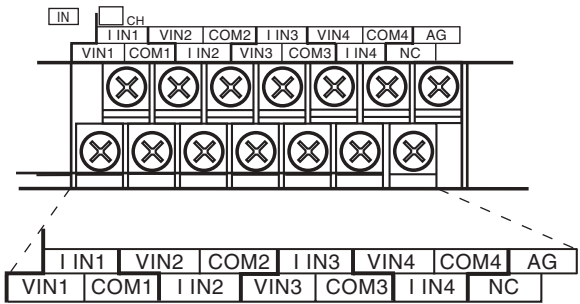 IN CH
I IN1 VIN2 COM2 I IN3 VIN4 COM4 AG
VIN1 COM1 I IN2 VIN3 COM3 I IN4 NC
I IN1 VIN2 COM2 I IN3 VIN4 COM4 AG
VIN1 COM1 I IN2 VIN3 COM3 I IN4 NC